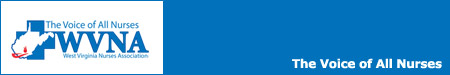 The Voice of All Nurses
WVNA
West Virginia Nurses Association
The Voice of All Nurses